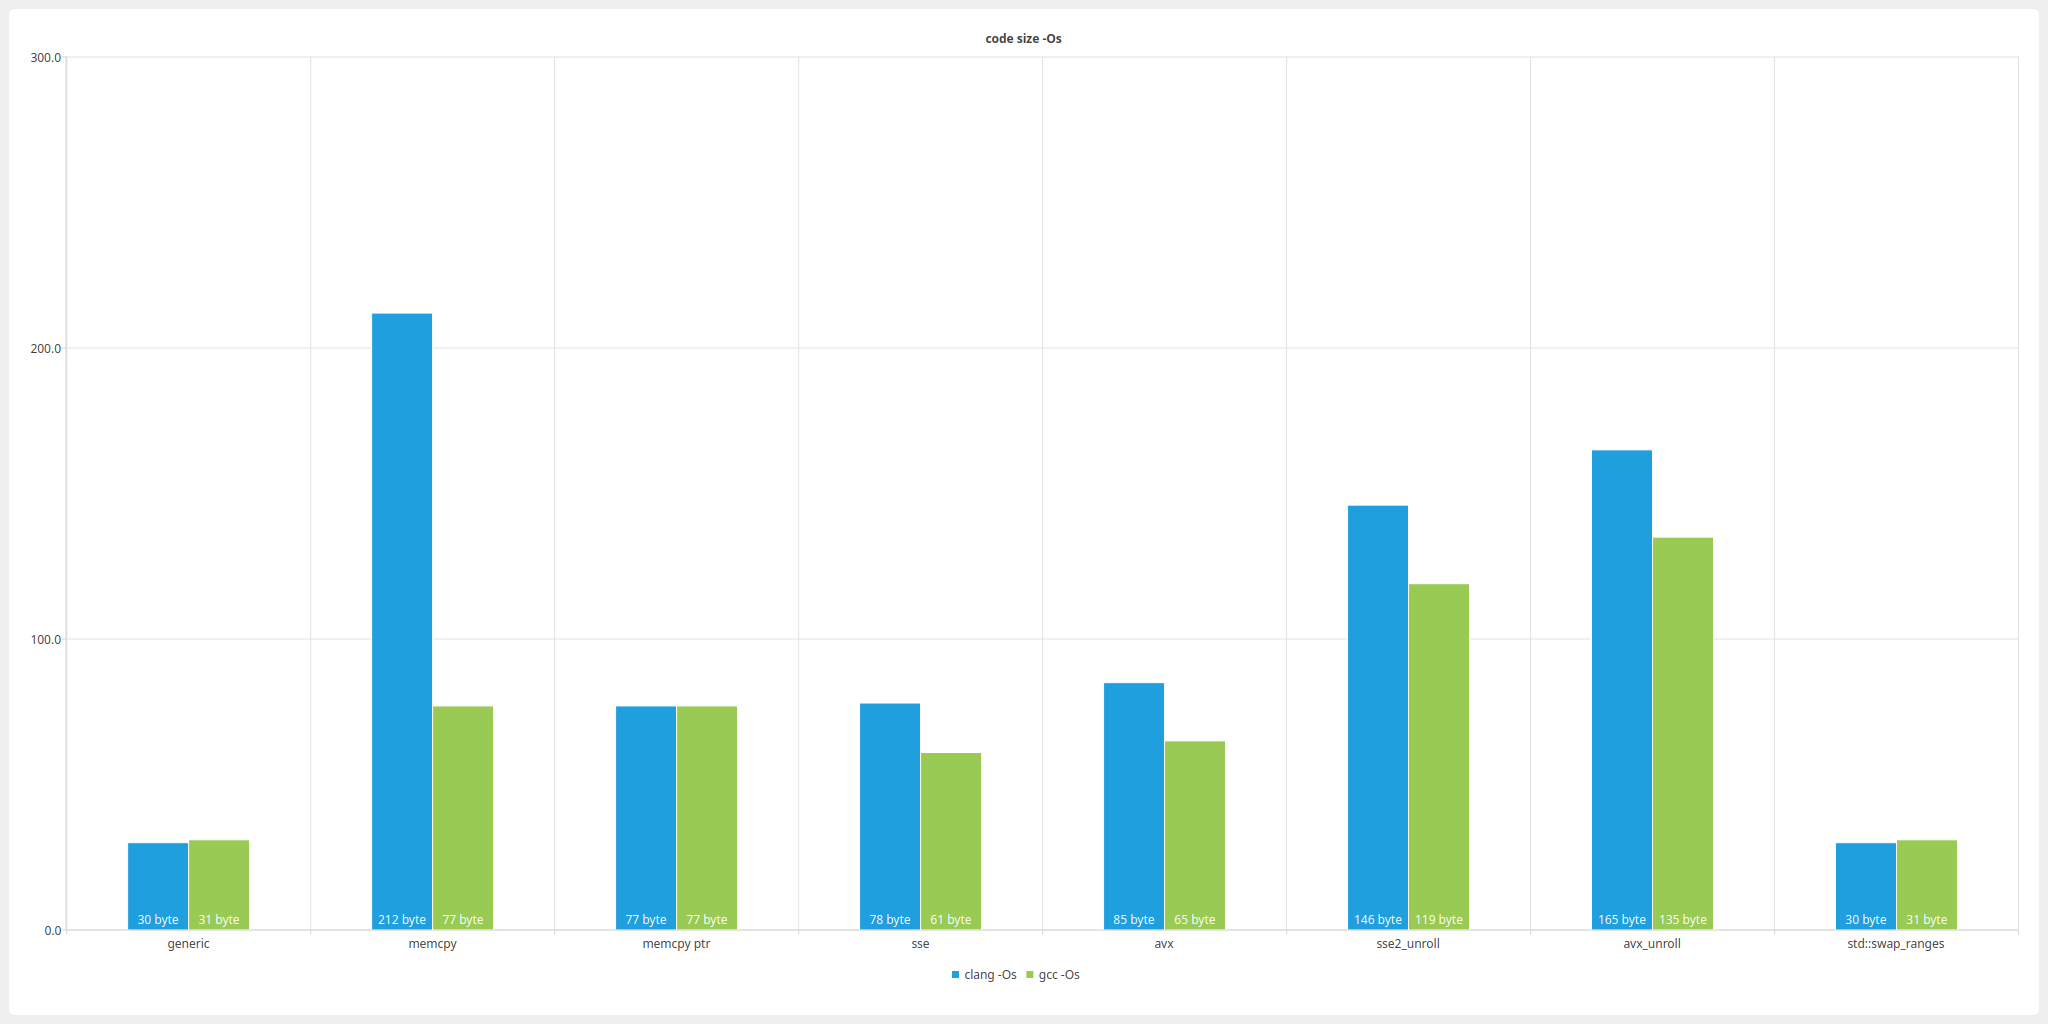 code size -Os
300.0
200.0
100.0
0.0
30 byte 31 byte 212 byte 77 byte 77 byte 77 byte 78 byte 61 byte 85 byte 65 byte 146 byte 119 byte 165 byte 135 byte 30 byte 31 byte
generic memcpy memcpy ptr sse avx sse2_unroll avx_unroll std::swap_ranges
clang -Os gcc -Os